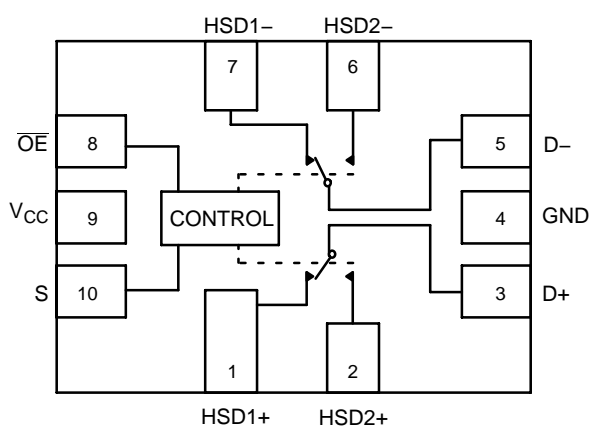 HSD1− HSD2−
7 6
OE 8 5 D−
VCC 9 CONTROL 4 GND
S 10 3 D+
1 2
HSD1+ HSD2+